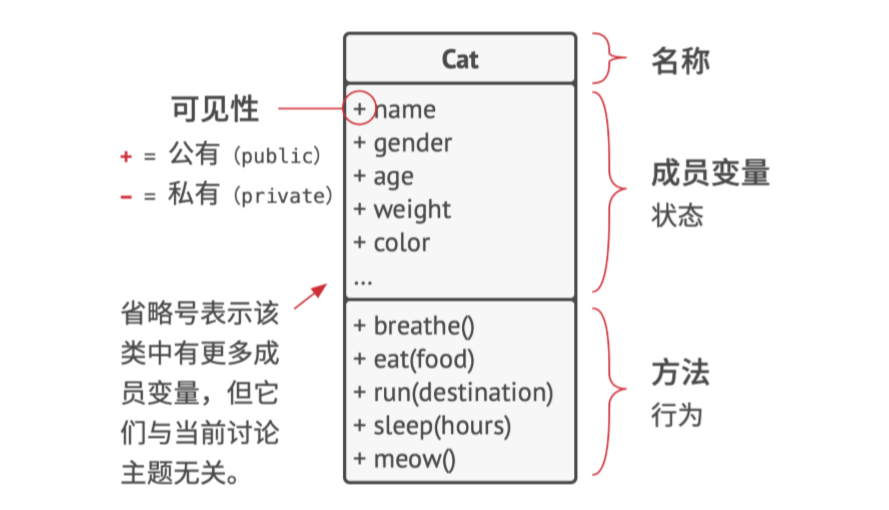 Cat
名称
可见性
+ = 公有（public）
− = 私有（private）
+ name
+ gender
+ age
+ weight
+ color
...
成员变量
状态
省略号表示该
类中有更多成
员变量，但它
们与当前讨论
主题无关。
+ breathe()
+ eat(food)
+ run(destination)
+ sleep(hours)
+ meow()
方法
行为